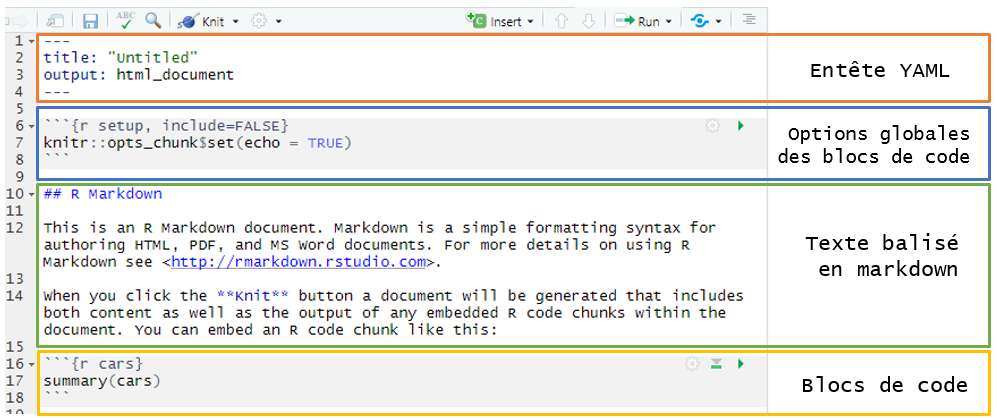 ABC Knit Insert Run
1 ---
2 title: "Untitled"
3 output: html_document
4 ---
Entête YAML
5
6 ```{r setup, include=FALSE}
7 knitr::opts_chunk$set(echo = TRUE)
8 ```
Options globales
des blocs de code
9
10 ## R Markdown
11
12 This is an R Markdown document. Markdown is a simple formatting syntax for
authoring HTML, PDF, and MS Word documents. For more details on using R
Markdown see <http://rmarkdown.rstudio.com>.
13
14 When you click the **Knit** button a document will be generated that includes
both content as well as the output of any embedded R code chunks within the
document. You can embed an R code chunk like this:
Texte balisé
en markdown
15
16 ```{r cars}
17 summary(cars)
18 ```
Blocs de code